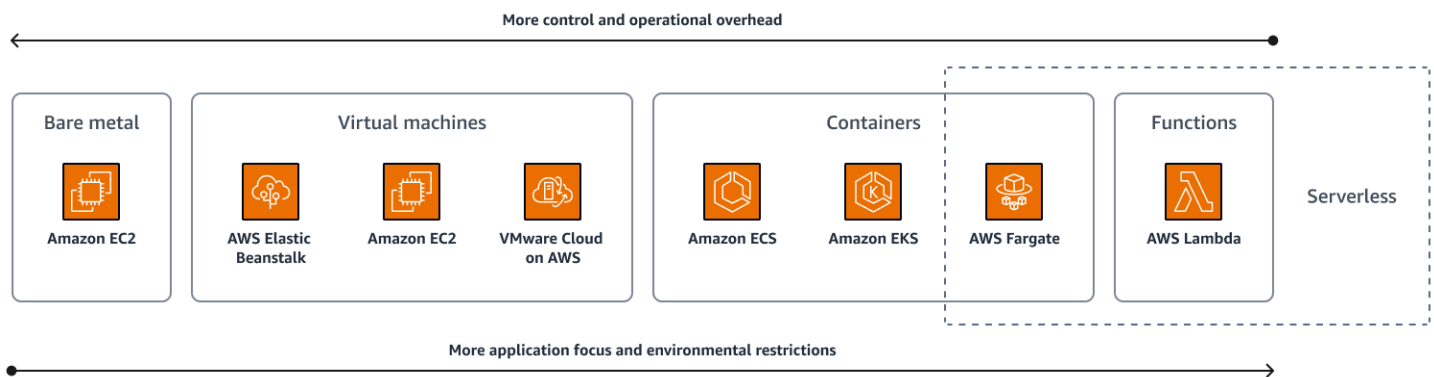 More control and operational overhead
Bare metal
Virtual machines
Containers
Functions
Serverless
Amazon EC2
AWS Elastic
Beanstalk
Amazon EC2
VMware Cloud
on AWS
Amazon ECS
K
Amazon EKS
AWS Fargate
AWS Lambda
More application focus and environmental restrictions